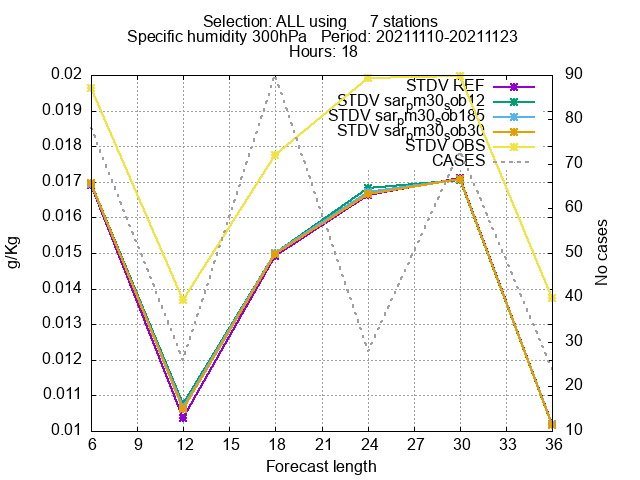 Selection: ALL using 7 stations
Specific humidity 300hPa Period: 20211110-20211123
Hours: 18
STDV REF
STDV sar_pm30_sob12
STDV sar_pm30_sob185
STDV sar_pm30_sob30
STDV OBS
CASES
0.02
0.019
0.018
0.017
0.016
0.015
0.014
0.013
0.012
0.011
0.01
g/Kg
90
80
70
60
50
40
30
20
10
No cases
6 9 12 15 18 21 24 27 30 33 36
Forecast length